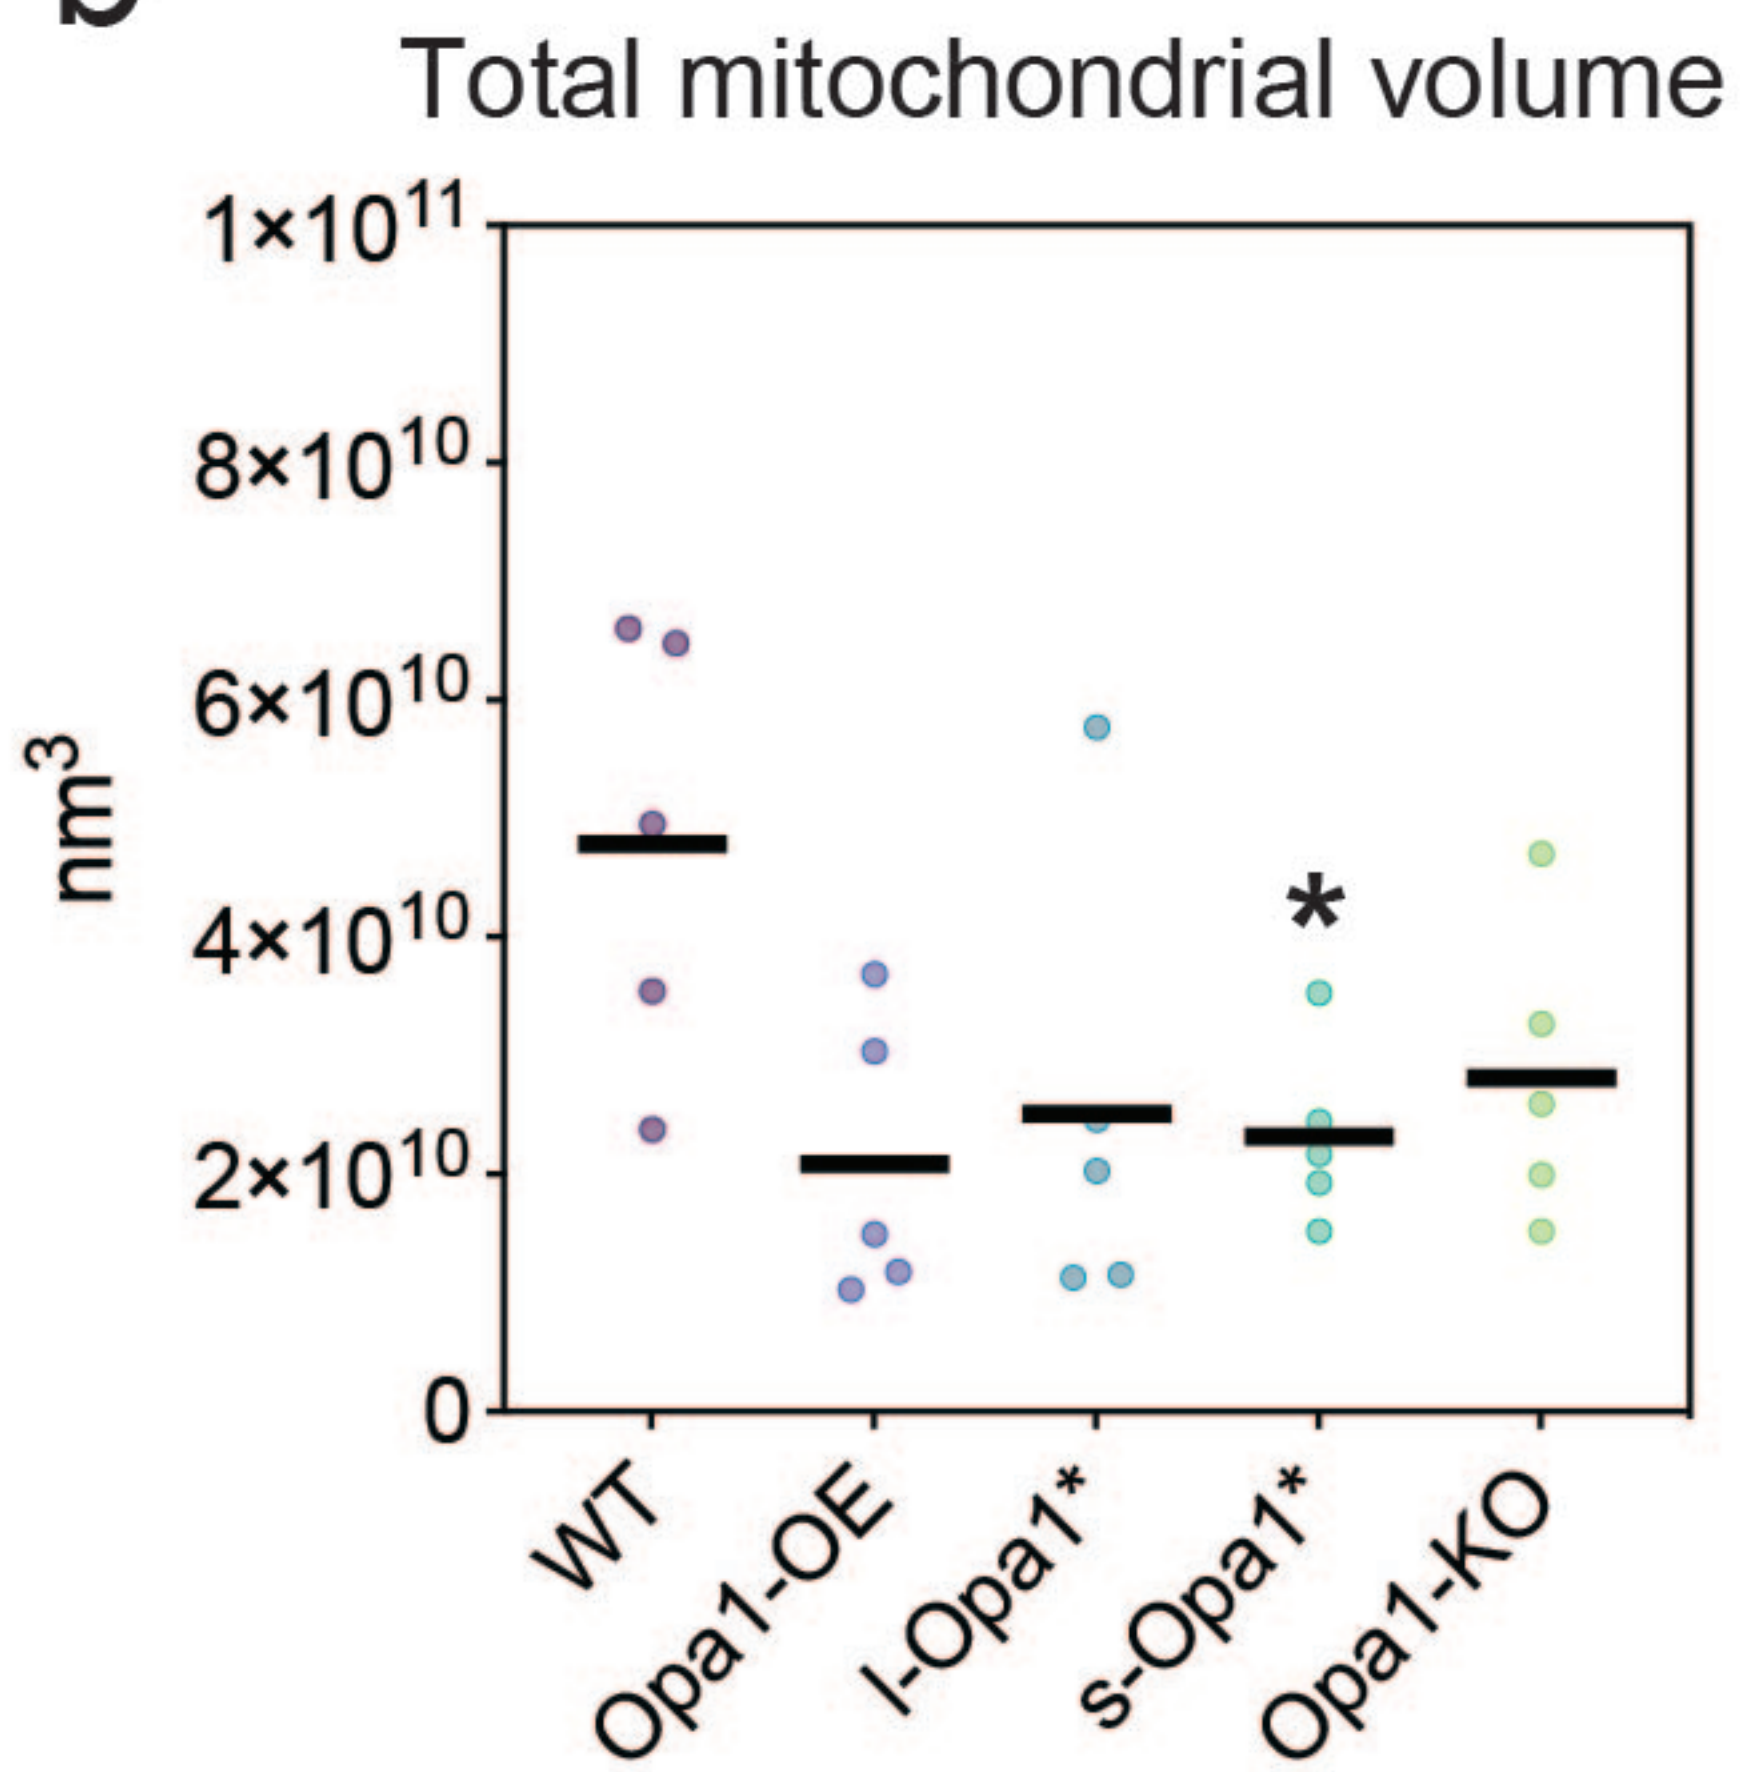 b
Total mitochondrial volume
1×10¹¹
8×10¹⁰
6×10¹⁰
4×10¹⁰
2×10¹⁰
0
nm³
*
WT
Opa1-OE
l-Opa1*
s-Opa1*
Opa1-KO